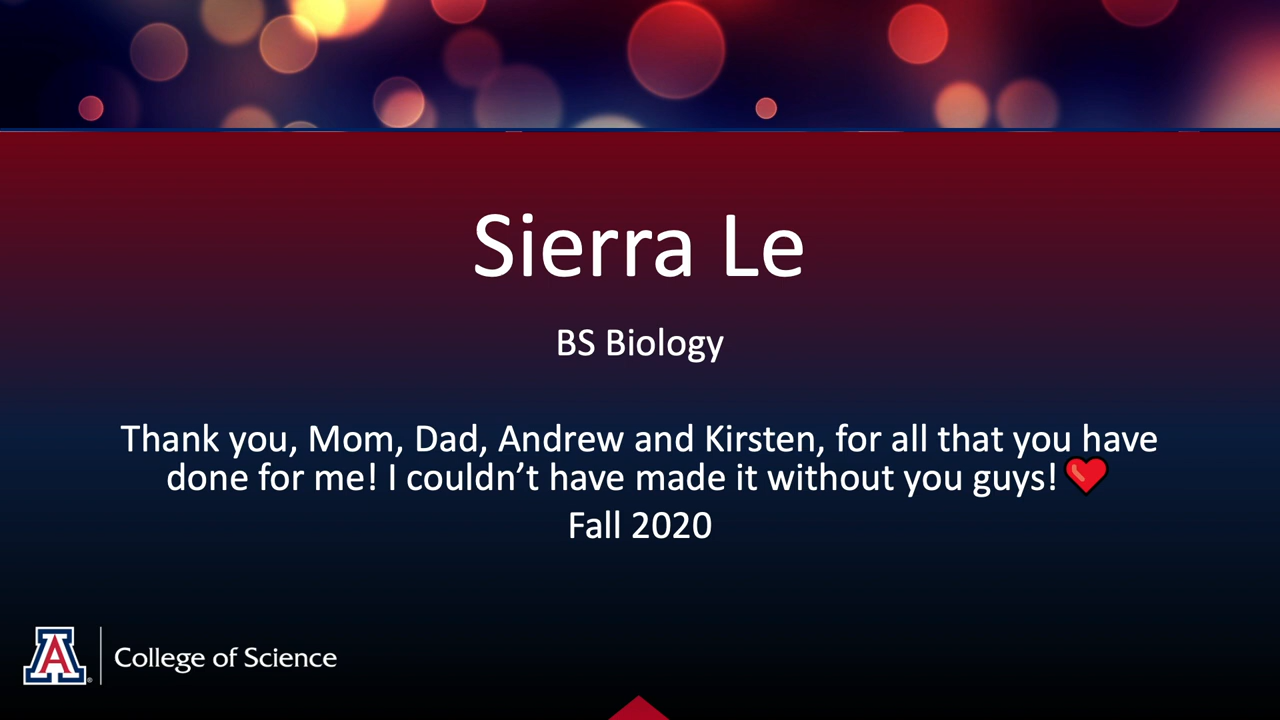 Sierra Le
BS Biology
Thank you, Mom, Dad, Andrew and Kirsten, for all that you have
done for me! I couldn’t have made it without you guys! ❤️
Fall 2020
A ® College of Science